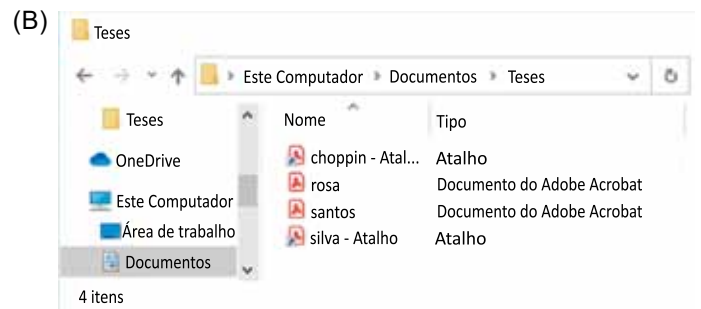 (B)
Teses
Este Computador Documentos Teses
Teses
OneDrive
Este Computador
Área de trabalho
Documentos
Nome Tipo
choppin - Atal... Atalho
rosa Documento do Adobe Acrobat
santos Documento do Adobe Acrobat
silva - Atalho Atalho
4 itens